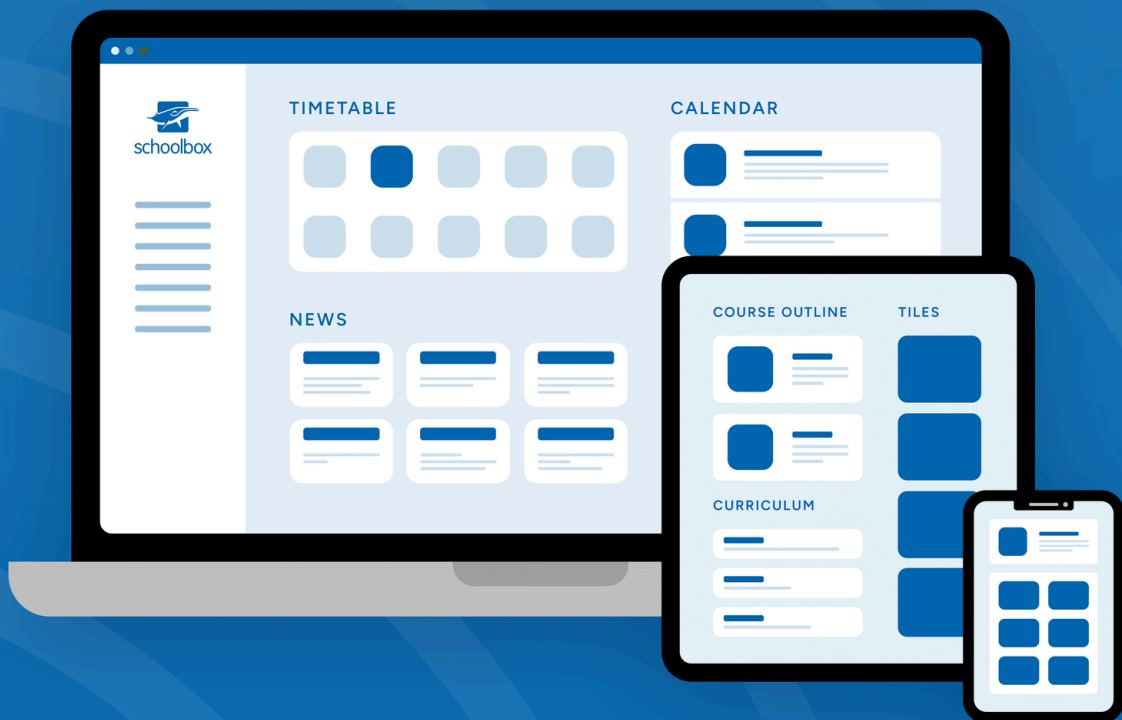 schoolbox
TIMETABLE
CALENDAR
NEWS
COURSE OUTLINE
TILES
CURRICULUM